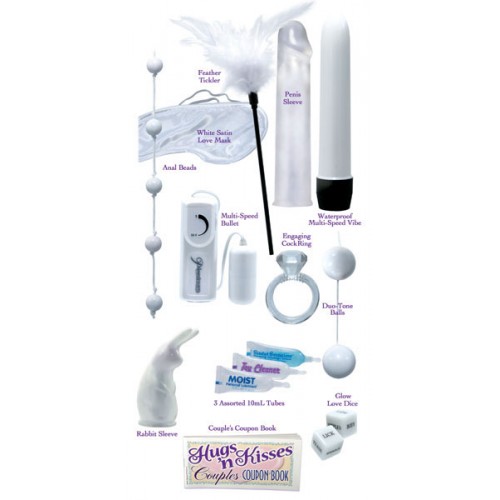 Feather
Tickler
Penis
Sleeve
White Satin
Love Mask
Anal Beads
Waterproof
Multi-Speed Vibe
Multi-Speed
Bullet
Engaging
CockRing
Duo-Tone
Balls
MOIST
3 Assorted 10mL Tubes
Glow
Love Dice
Rabbit Sleeve
Couple's Coupon Book
Hugs
'n Kisses
Couples COUPON BOOK